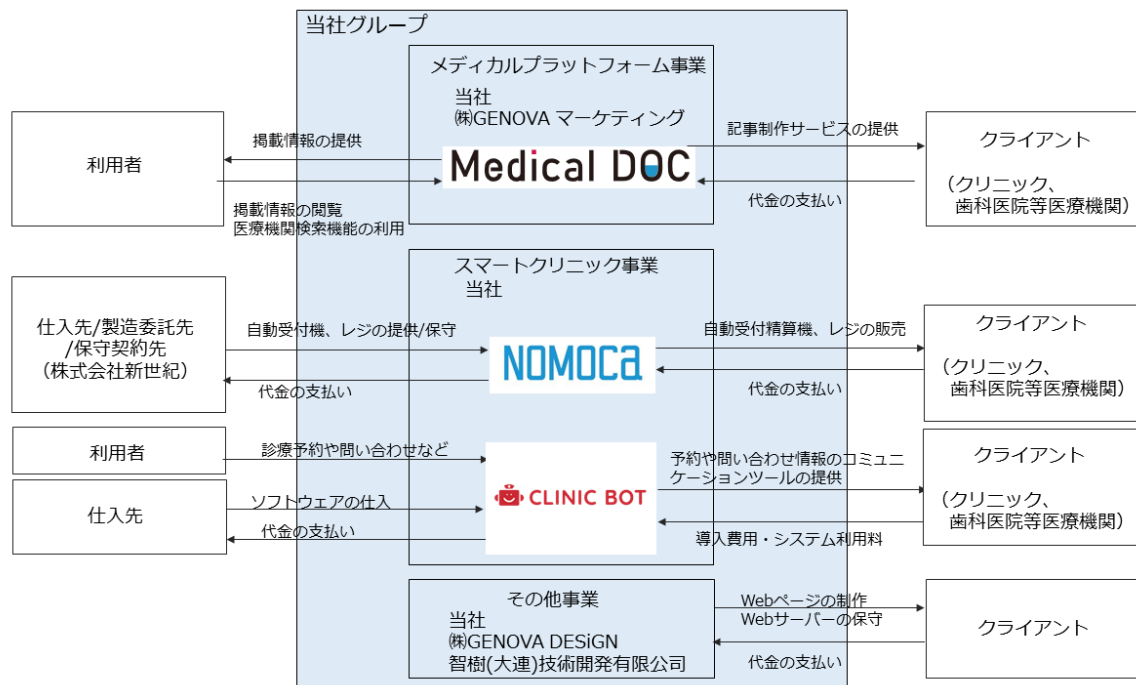 当社グループ
メディカルプラットフォーム事業
当社
㈱GENOVA マーケティング
Medical DOC
利用者
掲載情報の提供
掲載情報の閲覧
医療機関検索機能の利用
記事制作サービスの提供
代金の支払い
クライアント
（クリニック、
歯科医院等医療機関）
スマートクリニック事業
当社
仕入先/製造委託先
/保守契約先
（株式会社新世紀）
自動受付機、レジの提供/保守
代金の支払い
NOMOCa
自動受付精算機、レジの販売
代金の支払い
クライアント
（クリニック、
歯科医院等医療機関）
利用者
診療予約や問い合わせなど
仕入先
ソフトウェアの仕入
代金の支払い
CLINIC BOT
予約や問い合わせ情報のコミュニ
ケーションツールの提供
導入費用・システム利用料
クライアント
（クリニック、
歯科医院等医療機関）
その他事業
当社
㈱GENOVA DESiGN
智樹(大連)技術開発有限公司
Webページの制作
Webサーバーの保守
代金の支払い
クライアント